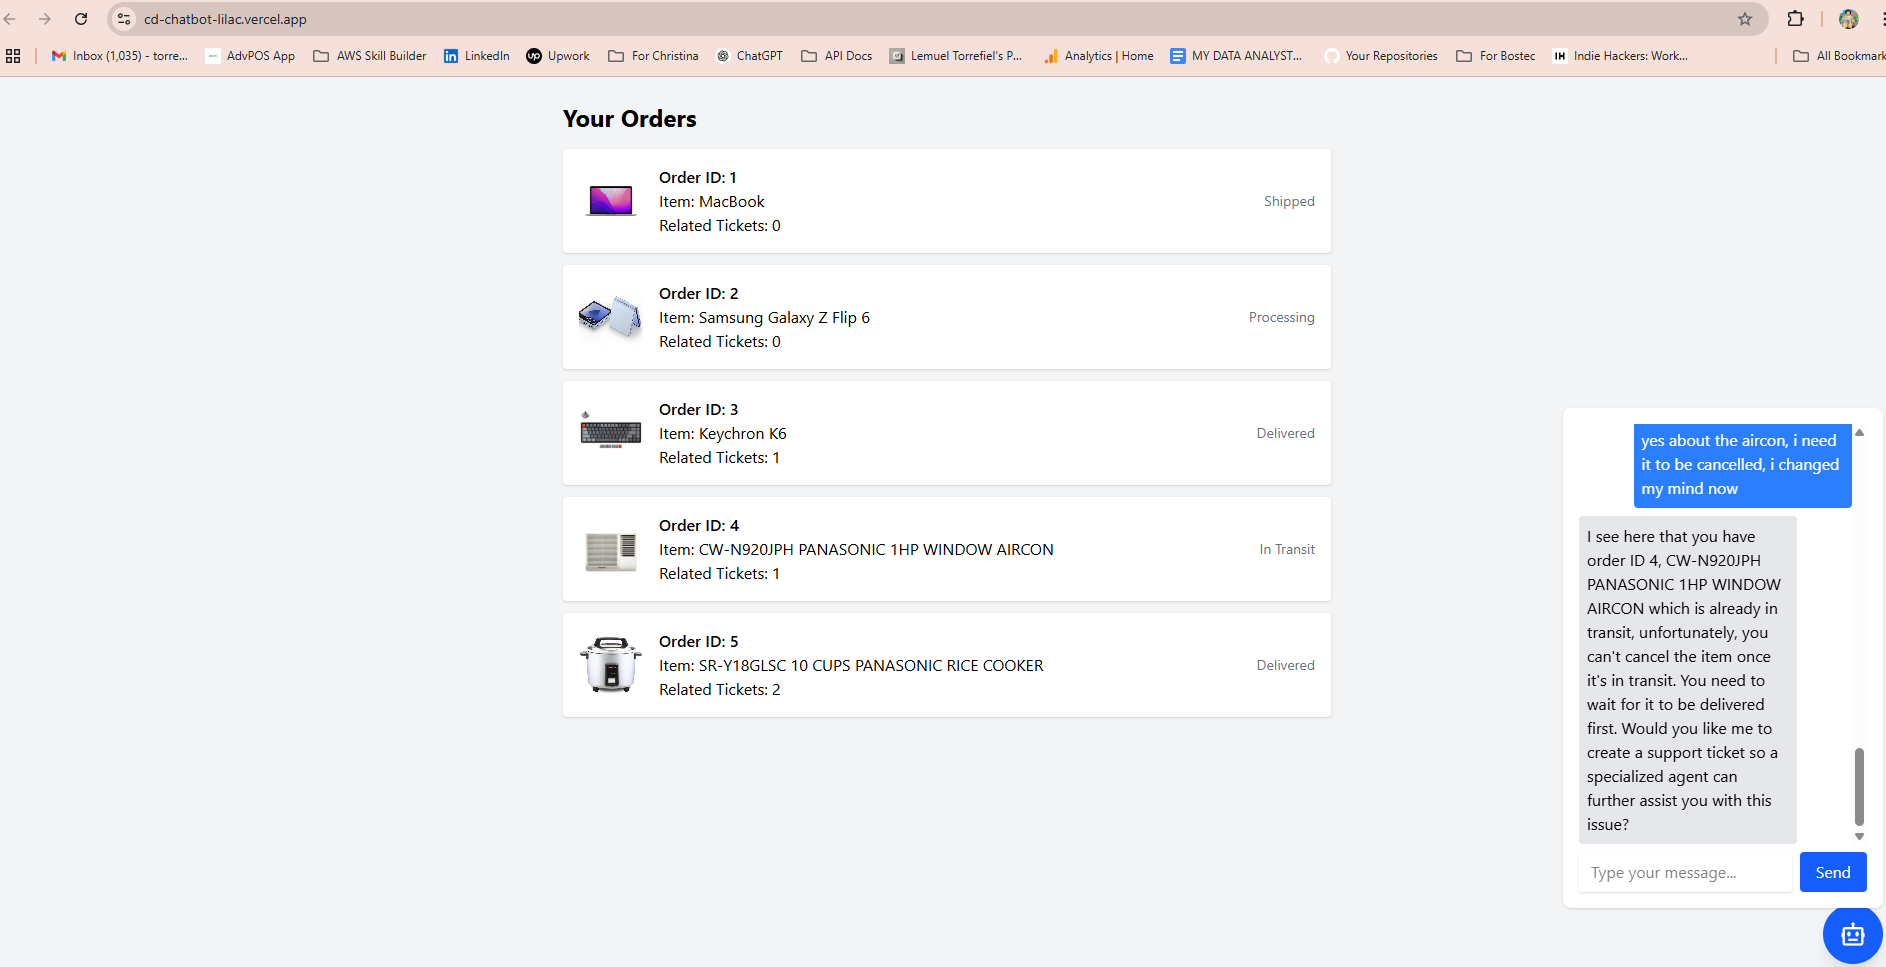 cd-chatbot-lilac.vercel.app
Inbox (1,035) - torre... AdvPOS App AWS Skill Builder LinkedIn up Upwork For Christina ChatGPT API Docs Lemuel Torrefiel's P... Analytics | Home MY DATA ANALYST... Your Repositories For Bostec IH Indie Hackers: Work... All Bookmark
Your Orders
Order ID: 1
Item: MacBook
Related Tickets: 0
Shipped
Order ID: 2
Item: Samsung Galaxy Z Flip 6
Related Tickets: 0
Processing
Order ID: 3
Item: Keychron K6
Related Tickets: 1
Delivered
Order ID: 4
Item: CW-N920JPH PANASONIC 1HP WINDOW AIRCON
Related Tickets: 1
In Transit
Order ID: 5
Item: SR-Y18GLSC 10 CUPS PANASONIC RICE COOKER
Related Tickets: 2
Delivered
yes about the aircon, i need
it to be cancelled, i changed
my mind now
I see here that you have
order ID 4, CW-N920JPH
PANASONIC 1HP WINDOW
AIRCON which is already in
transit, unfortunately, you
can't cancel the item once
it's in transit. You need to
wait for it to be delivered
first. Would you like me to
create a support ticket so a
specialized agent can
further assist you with this
issue?
Type your message...
Send